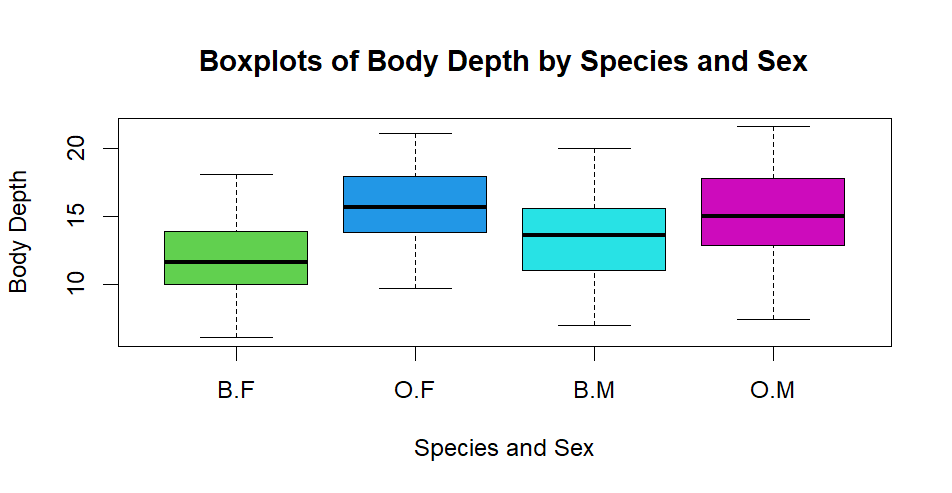 Boxplots of Body Depth by Species and Sex
Body Depth
20
15
10
B.F O.F B.M O.M
Species and Sex